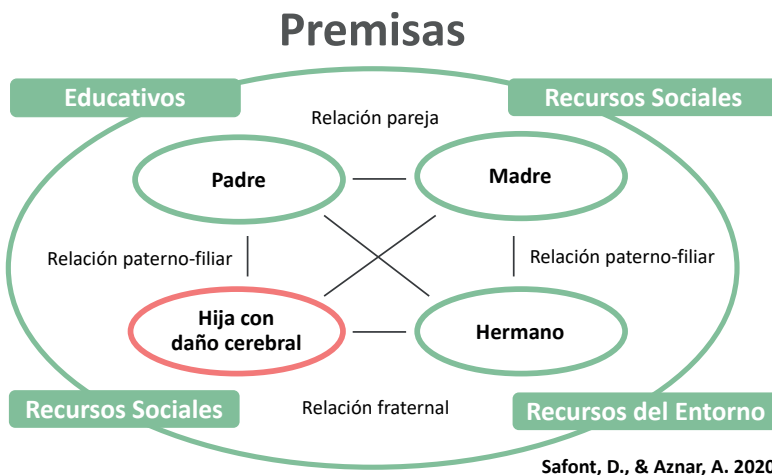 Premisas
Educativos
Recursos Sociales
Relación pareja
Padre
Madre
Relación paterno-filiar
Relación paterno-filiar
Hija con
daño cerebral
Hermano
Recursos Sociales
Relación fraternal
Recursos del Entorno
Safont, D., & Aznar, A. 2020